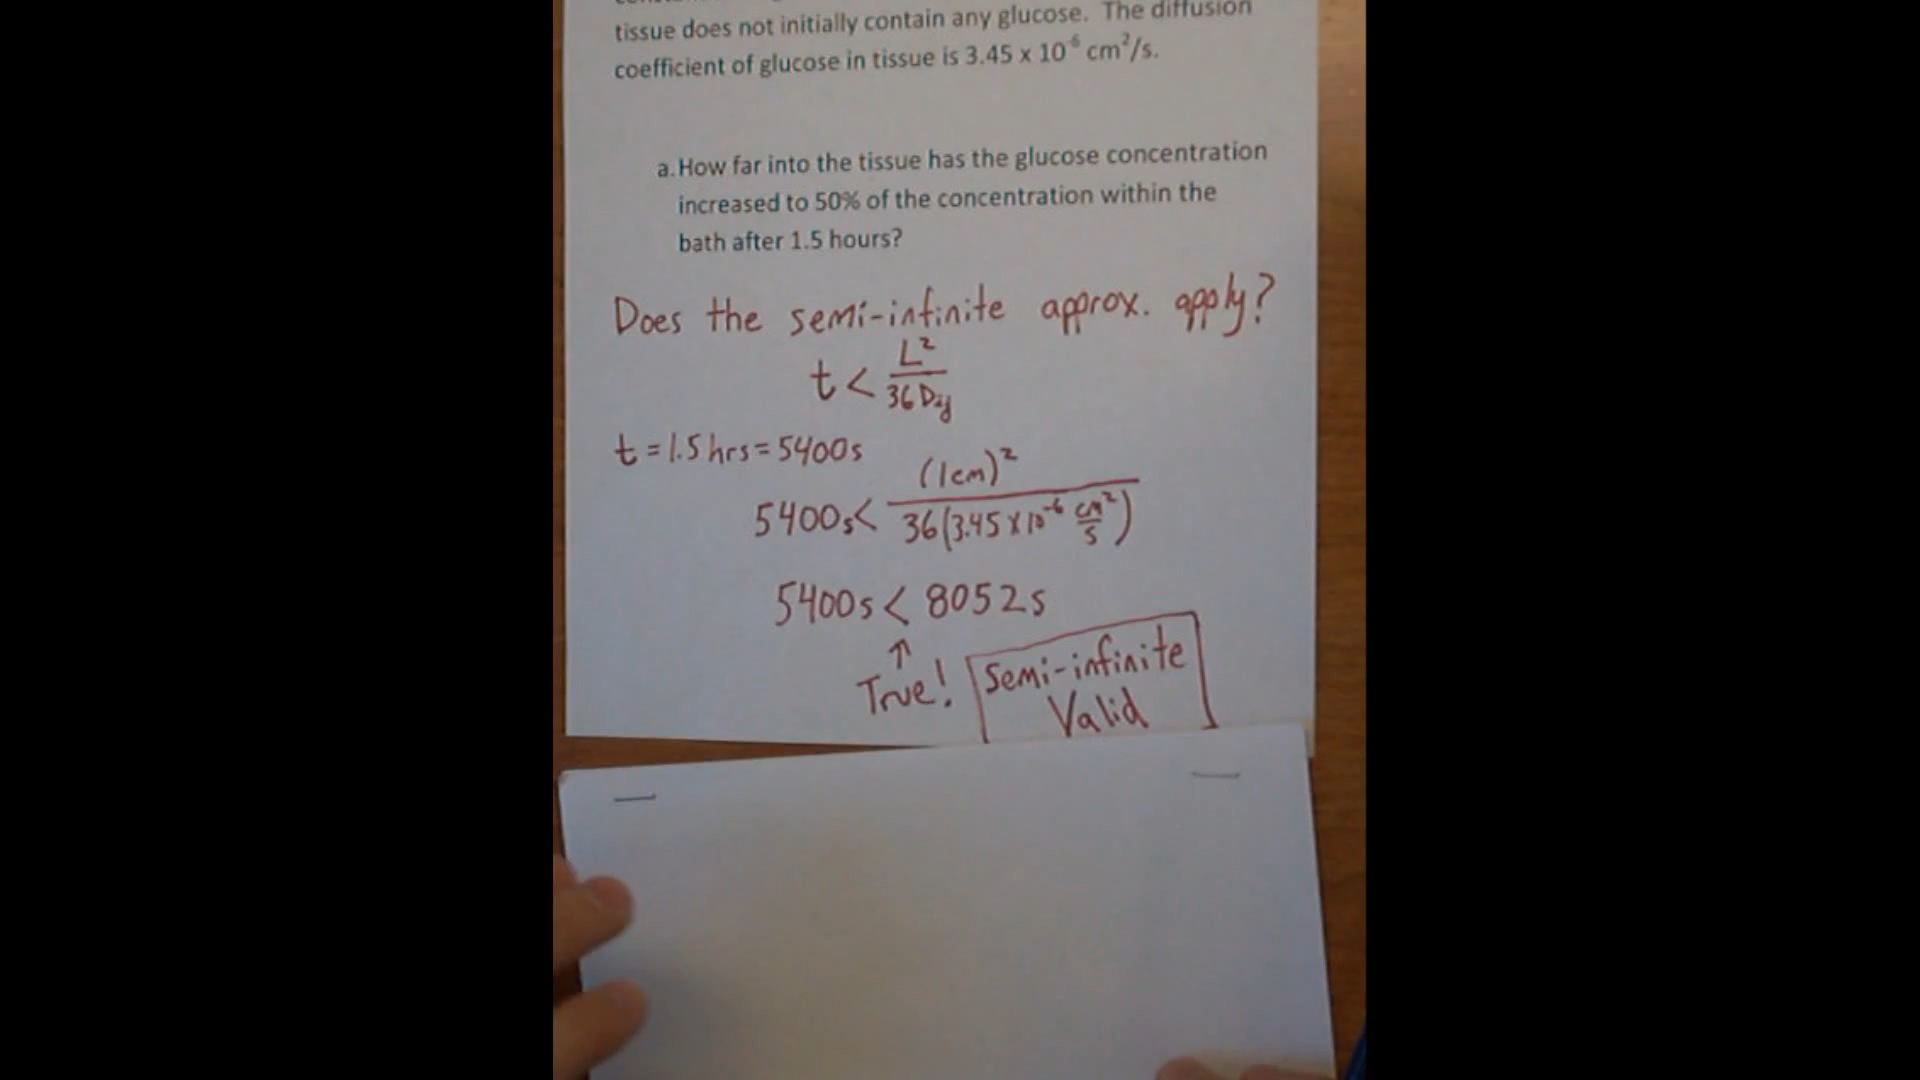 tissue does not initially contain any glucose. The diffusion
coefficient of glucose in tissue is 3.45 x 10⁻⁶ cm²/s.
a. How far into the tissue has the glucose concentration
increased to 50% of the concentration within the
bath after 1.5 hours?
Does the semi-infinite approx. apply?
t < L² / 36 Dij
t = 1.5 hrs = 5400s
5400s < (1cm)² / 36(3.45 x 10⁻⁶ cm²/s)
5400s < 8052s
↑
True! Semi-infinite
Valid